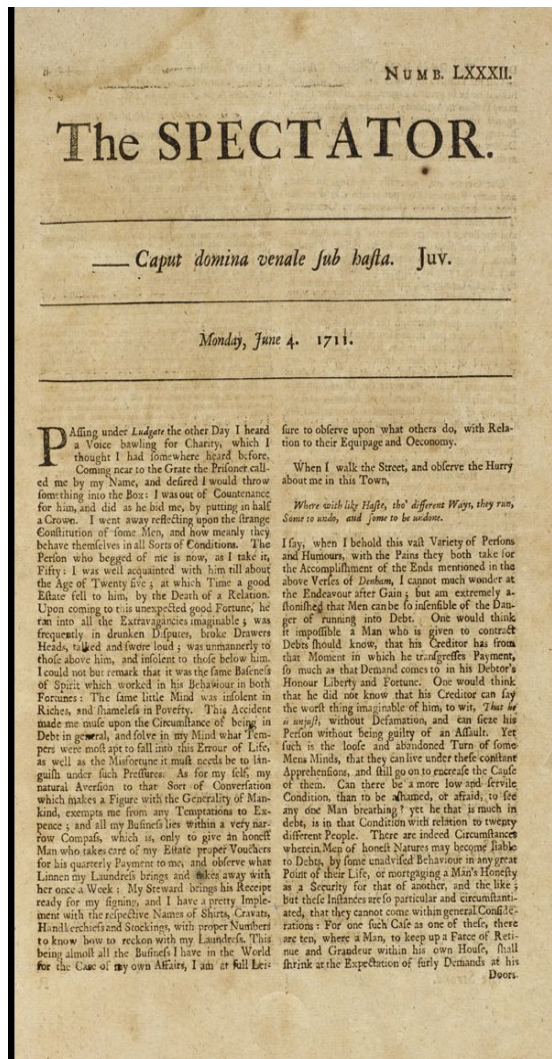 NUMB. LXXXII.
The SPECTATOR.
—— Caput domina venale ſub haſta. Juv.
Monday, June 4. 1711.
PAſſing under Ludgate the other Day I heard
a Voice bawling for Charity, which I
thought I had ſomewhere heard before.
Coming near to the Grate the Priſoner call-
ed me by my Name, and deſired I would throw
ſomething into the Box: I was out of Countenance
for him, and did as he bid me, by putting in half
a Crown. I went away reflecting upon the ſtrange
Conſtitution of ſome Men, and how meanly they
behave themſelves in all Sorts of Conditions. The
Perſon who begged of me is now, as I take it,
Fifty: I was well acquainted with him till about
the Age of Twenty five; at which Time a good
Eſtate fell to him, by the Death of a Relation.
Upon coming to this unexpected good Fortune, he
ran into all the Extravagancies imaginable; was
frequently in drunken Diſputes, broke Drawers
Heads, talked and ſwore loud; was unmannerly to
thoſe above him, and inſolent to thoſe below him.
I could not but remark that it was the ſame Baſeneſs
of Spirit which worked in his Behaviour in both
Fortunes: The ſame little Mind was inſolent in
Riches, and ſhameleſs in Poverty. This Accident
made me muſe upon the Circumſtance of being in
Debt in general, and ſolve in my Mind what Tem-
pers were moſt apt to fall into this Errour of Life,
as well as the Misfortune it muſt needs be to lan-
guiſh under ſuch Preſſures. As for my ſelf, my
natural Averſion to that Sort of Converſation
which makes a Figure with the Generality of Man-
kind, exempts me from any Temptations to Ex-
pence; and all my Buſineſs lies within a very nar-
row Compaſs, which is, only to give an honeſt
Man who takes care of my Eſtate proper Vouchers
for his quarterly Payment to me, and obſerve what
Linnen my Laundreſs brings and takes away with
her once a Week: My Steward brings his Receipt
ready for my ſigning, and I have a pretty Imple-
ment with the reſpective Names of Shirts, Cravats,
Handkerchiefs and Stockings, with proper Numbers
to know how to reckon with my Laundreſs. This
being almoſt all the Buſineſs I have in the World
for the Care of my own Affairs, I am at full Lei-
ſure to obſerve upon what others do, with Rela-
tion to their Equipage and Oeconomy.
When I walk the Street, and obſerve the Hurry
about me in this Town,
Where with like Haſte, tho' different Ways, they run,
Some to undo, and ſome to be undone.
I ſay, when I behold this vaſt Variety of Perſons
and Humours, with the Pains they both take for
the Accompliſhment of the Ends mentioned in the
above Verſes of Denham, I cannot much wonder at
the Endeavour after Gain; but am extremely a-
ſtoniſhed that Men can be ſo inſenſible of the Dan-
ger of running into Debt. One would think
it impoſſible a Man who is given to contract
Debts ſhould know, that his Creditor has from
that Moment in which he tranſgreſſes Payment,
ſo much as that Demand comes to in his Debtor's
Honour Liberty and Fortune. One would think
that he did not know that his Creditor can ſay
the worſt thing imaginable of him, to wit, That he
is unjuſt, without Defamation, and can ſieze his
Perſon without being guilty of an Aſſault. Yet
ſuch is the looſe and abandoned Turn of ſome
Mens Minds, that they can live under theſe conſtant
Apprehenſions, and ſtill go on to encreaſe the Cauſe
of them. Can there be a more low and ſervile
Condition, than to be aſhamed, or afraid, to ſee
any one Man breathing? yet he that is much in
debt, is in that Condition with relation to twenty
different People. There are indeed Circumſtances
wherein Men of honeſt Natures may become liable
to Debts, by ſome unadviſed Behaviour in any great
Point of their Life, or mortgaging a Man's Honeſty
as a Security for that of another, and the like;
but theſe Inſtances are ſo particular and circumſtanti-
ated, that they cannot come within general Conſide-
rations: For one ſuch Caſe as one of theſe, there
are ten, where a Man, to keep up a Farce of Reti-
nue and Grandeur within his own Houſe, ſhall
ſhrink at the Expectation of ſurly Demands at his
Doors.